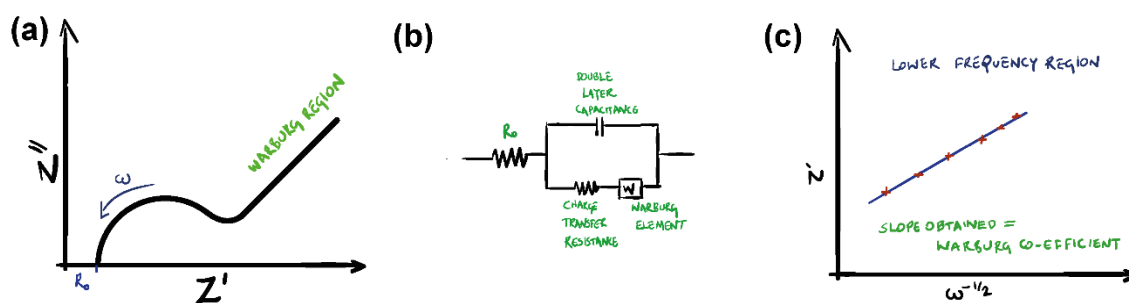 (a)
Z''
WARBURG REGION
ω
R₀
Z'
(b)
DOUBLE
LAYER
CAPACITANCE
R₀
W
CHARGE
TRANSFER
RESISTANCE
WARBURG
ELEMENT
(c)
LOWER FREQUENCY REGION
Z'
SLOPE OBTAINED =
WARBURG CO-EFFICIENT
ω⁻¹/²